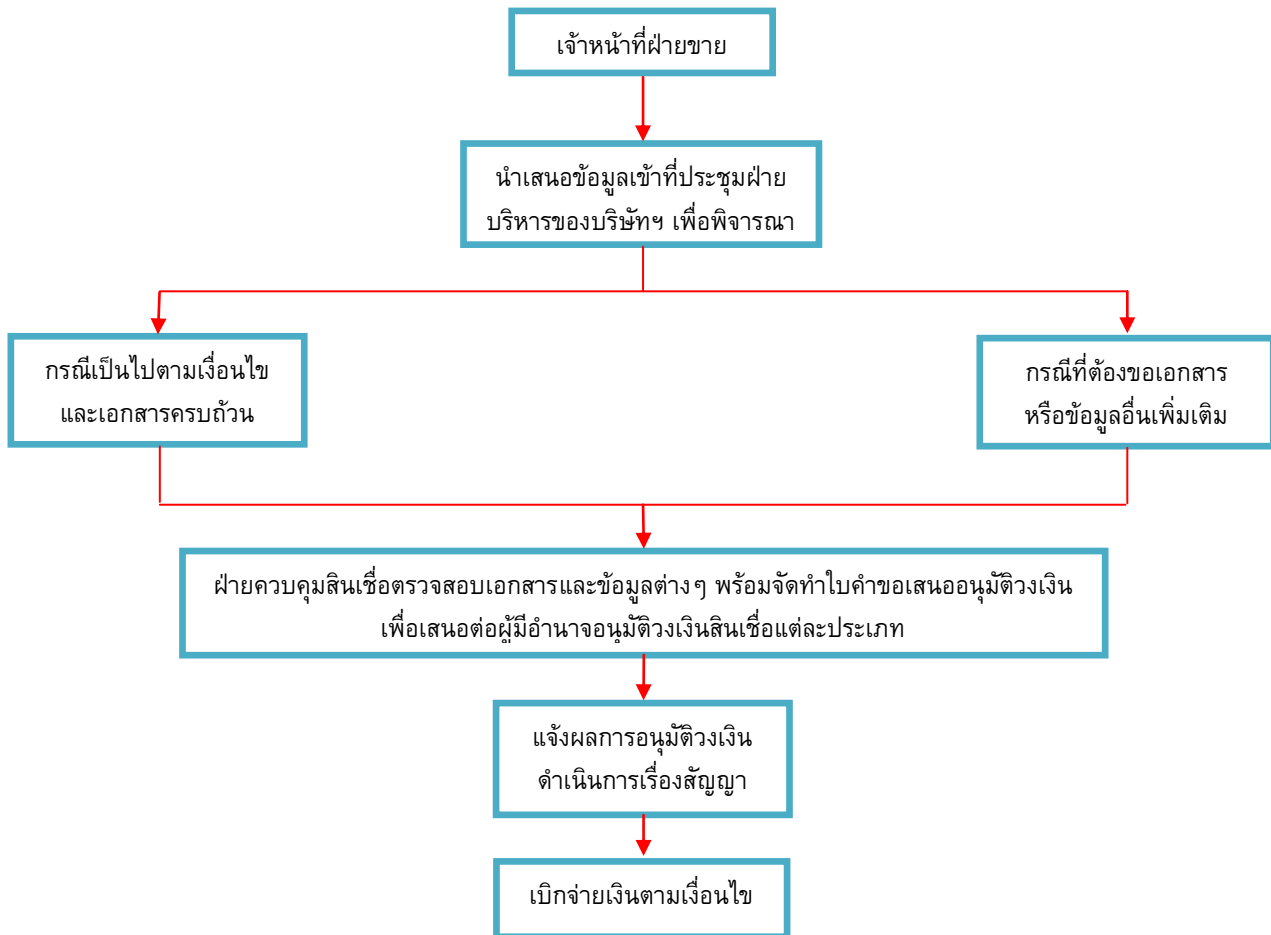 เจ้าหน้าที่ฝ่ายขาย
นำเสนอข้อมูลเข้าที่ประชุมฝ่าย
บริหารของบริษัทฯ เพื่อพิจารณา
กรณีเป็นไปตามเงื่อนไข
และเอกสารครบถ้วน
กรณีที่ต้องขอเอกสาร
หรือข้อมูลอื่นเพิ่มเติม
ฝ่ายควบคุมสินเชื่อตรวจสอบเอกสารและข้อมูลต่างๆ พร้อมจัดทำใบคำขอเสนออนุมัติวงเงิน
เพื่อเสนอต่อผู้มีอำนาจอนุมัติวงเงินสินเชื่อแต่ละประเภท
แจ้งผลการอนุมัติวงเงิน
ดำเนินการเรื่องสัญญา
เบิกจ่ายเงินตามเงื่อนไข